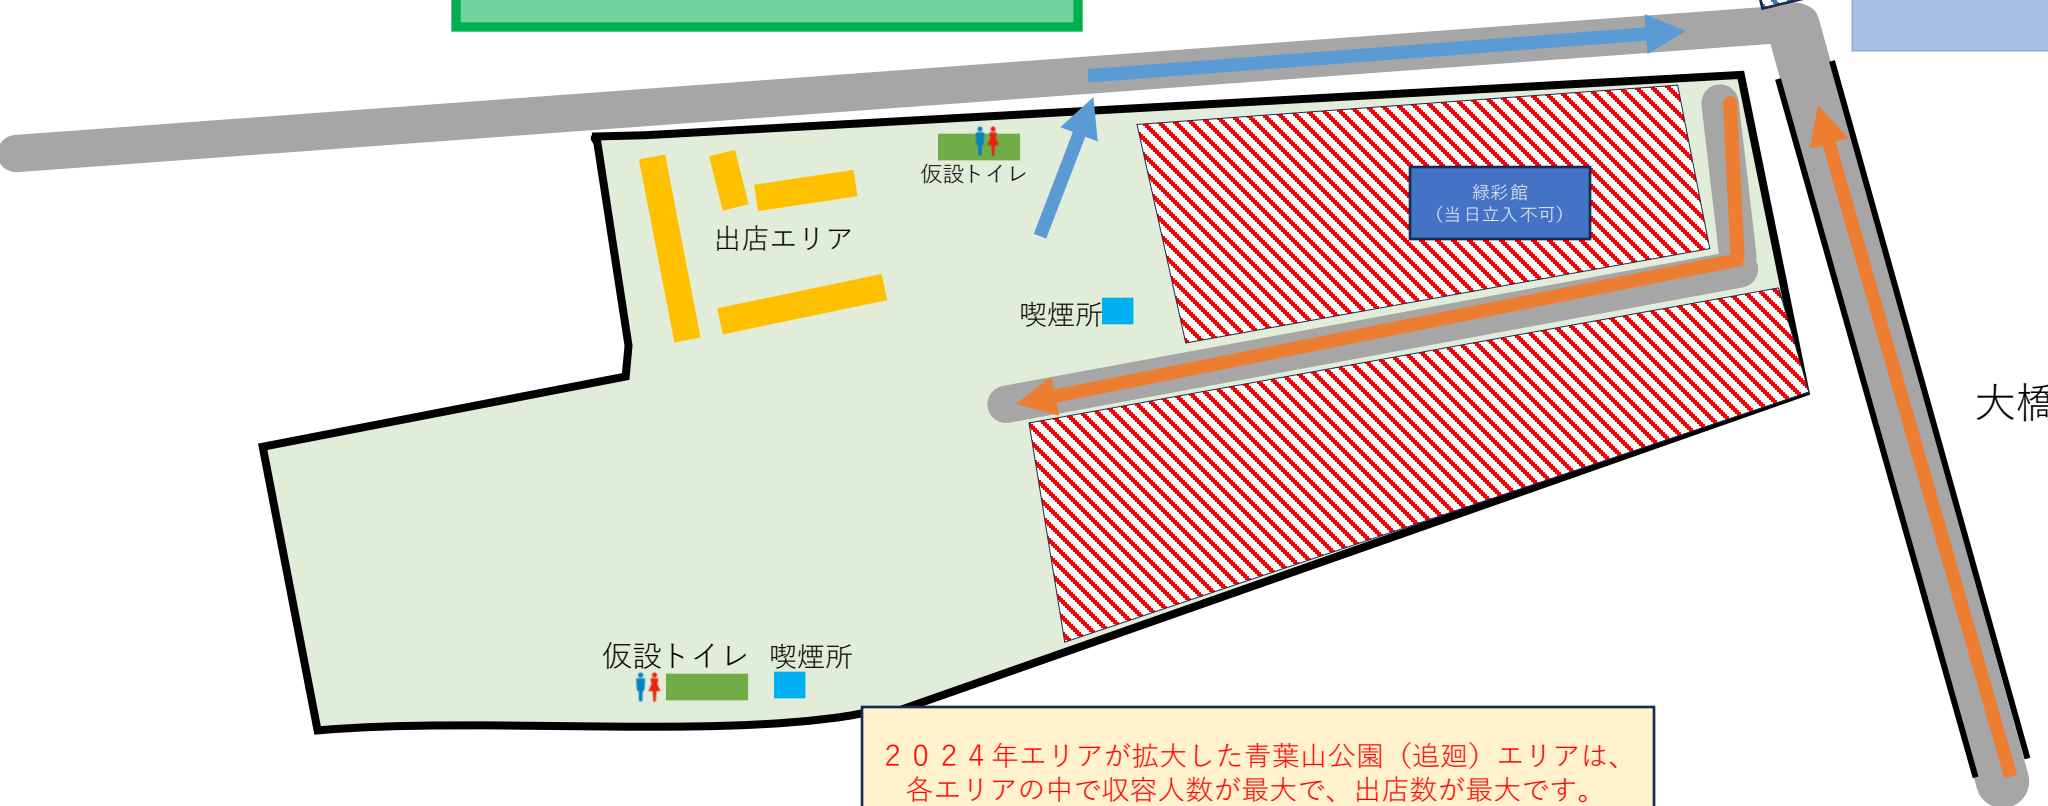 仮設トイレ
緑彩館
（当日立入不可）
出店エリア
喫煙所
大橋
仮設トイレ
喫煙所
２０２４年エリアが拡大した青葉山公園（追廻）エリアは、
各エリアの中で収容人数が最大で、出店数が最大です。